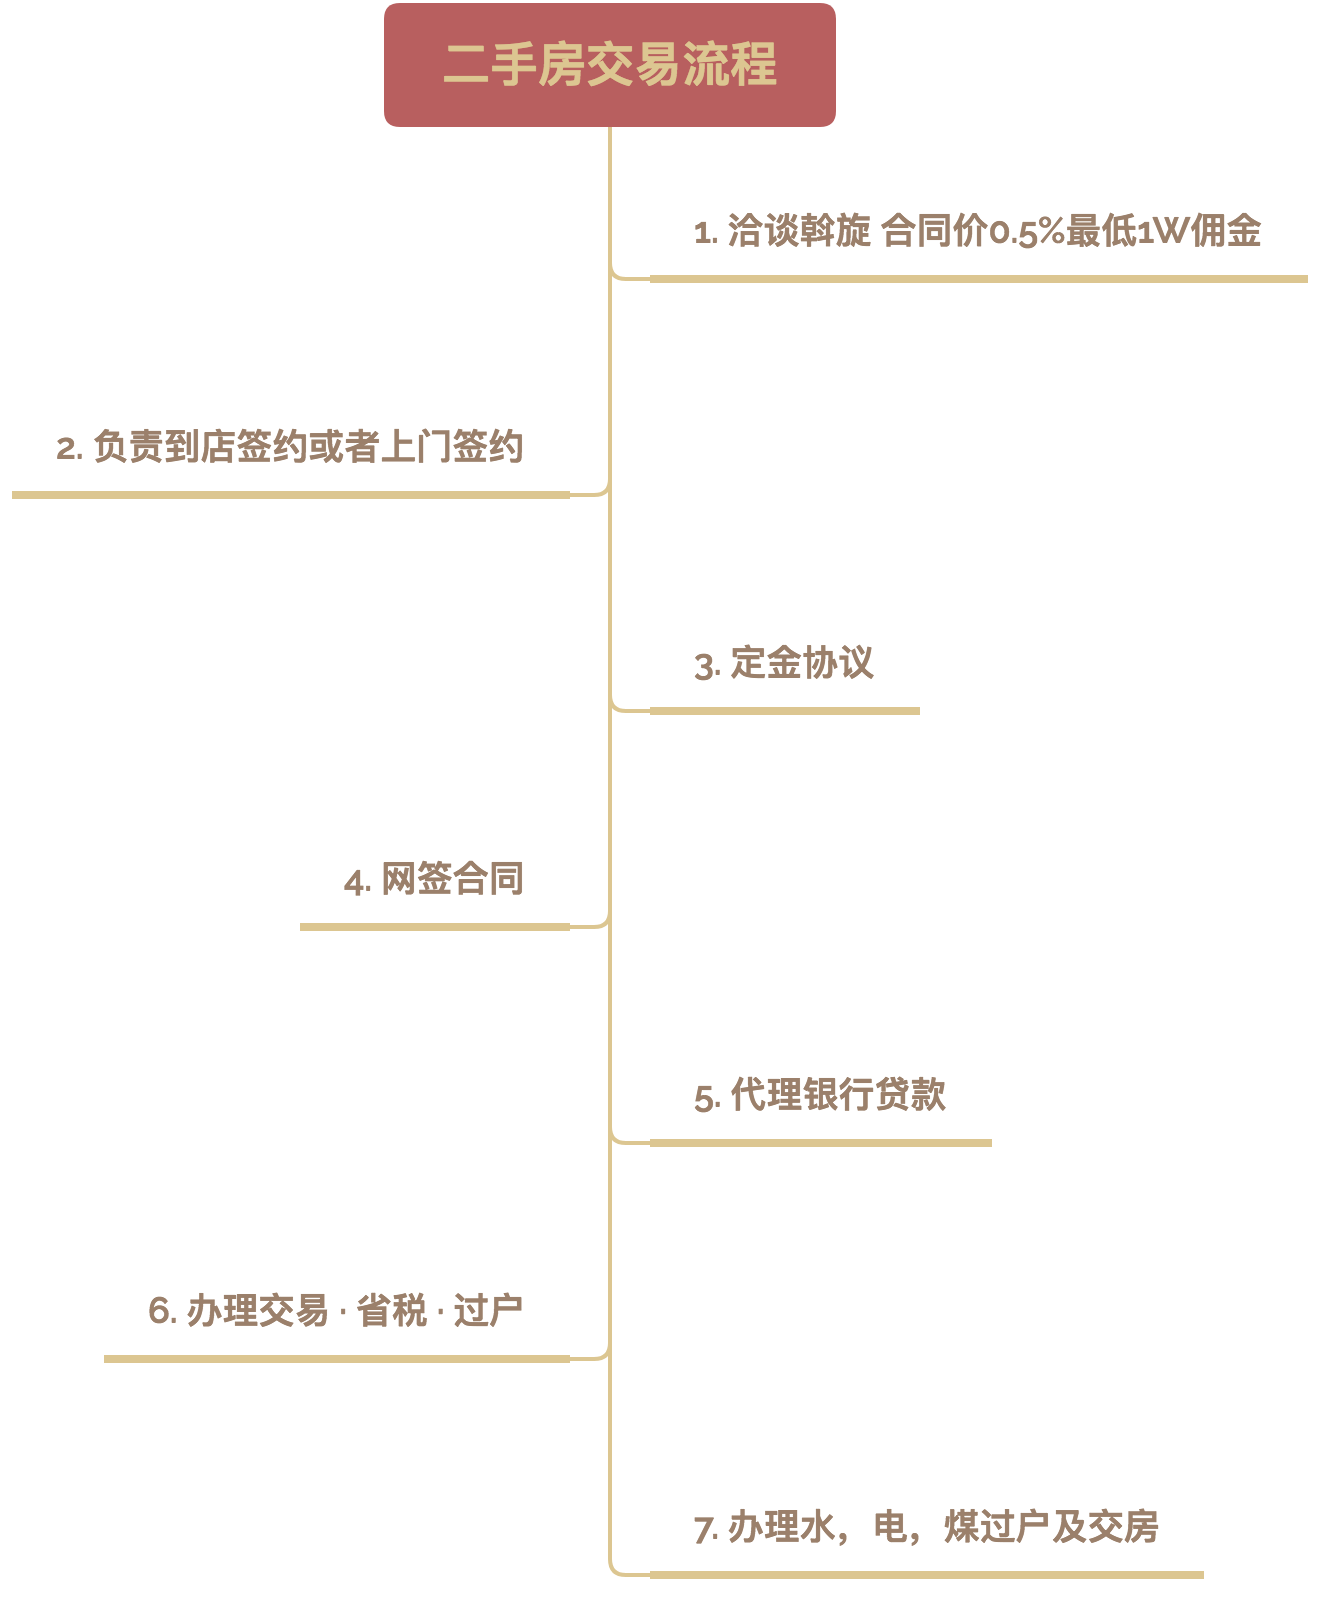 二手房交易流程
1. 洽谈斡旋 合同价0.5%最低1W佣金
2. 负责到店签约或者上门签约
3. 定金协议
4. 网签合同
5. 代理银行贷款
6. 办理交易 · 省税 · 过户
7. 办理水，电，煤过户及交房